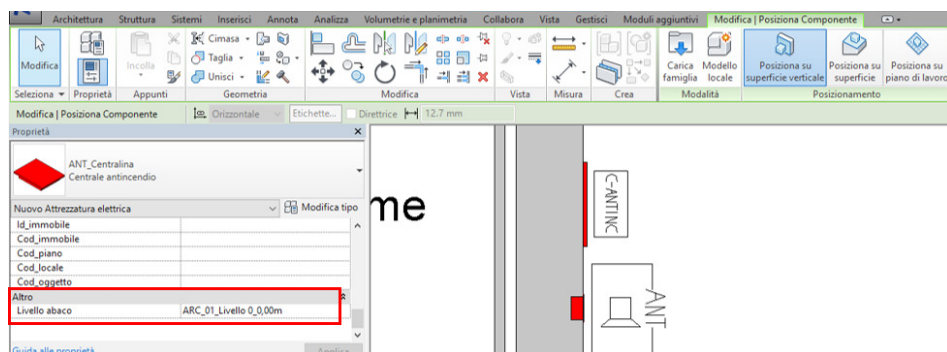 Architettura Struttura Sistemi Inserisci Annota Analizza Volumetrie e planimetria Collabora Vista Gestisci Moduli aggiuntivi Modifica | Posiziona Componente
Modifica
Incolla
Cimasa
Taglia
Unisci
Carica famiglia
Modello locale
Posiziona su superficie verticale
Posiziona su superficie
Posiziona su piano di lavoro
Seleziona Proprietà Appunti Geometria Modifica Vista Misura Crea Modalità Posizionamento
Modifica | Posiziona Componente Orizzontale Etichette... Direttrice 12.7 mm
Proprietà
ANT_Centralina
Centrale antincendio
Nuovo Attrezzatura elettrica Modifica tipo
Id_immobile
Cod_immobile
Cod_piano
Cod_locale
Cod_oggetto
Altro
Livello abaco ARC_01_Livello 0_0,00m
Guida alle proprietà Applica
me
C-ANTINC
ANT